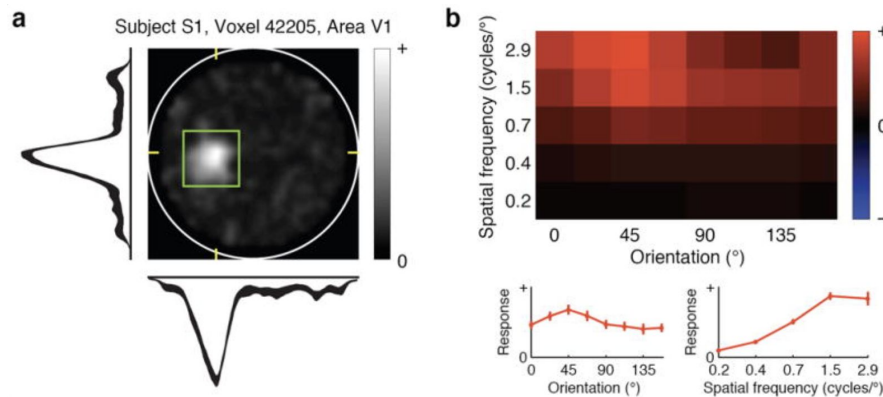 a
Subject S1, Voxel 42205, Area V1
+
0
b
Spatial frequency (cycles/°)
2.9
1.5
0.7
0.4
0.2
0 45 90 135
Orientation (°)
+
0
−
Response
+
0
0 45 90 135
Orientation (°)
Response
+
0
0.2 0.4 0.7 1.5 2.9
Spatial frequency (cycles/°)